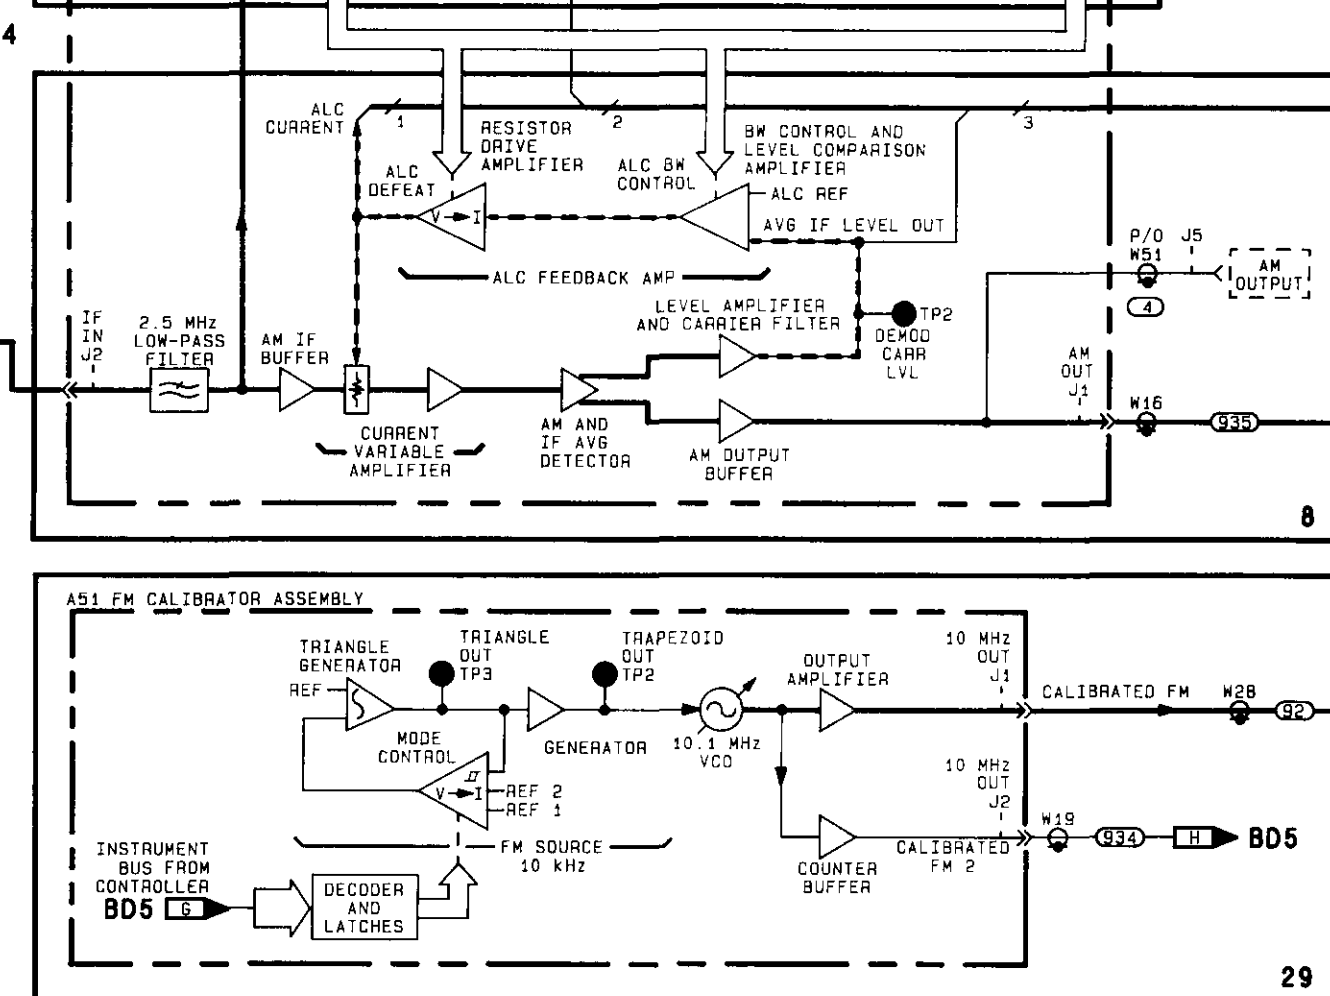 4
ALC
CURRENT
1
2
3
RESISTOR
DRIVE
AMPLIFIER
BW CONTROL AND
LEVEL COMPARISON
AMPLIFIER
ALC BW
CONTROL
ALC
DEFEAT
V → I
ALC REF
AVG IF LEVEL OUT
ALC FEEDBACK AMP
P/O
W51
J5
4
AM
OUTPUT
IF
IN
J2
2.5 MHz
LOW-PASS
FILTER
AM IF
BUFFER
LEVEL AMPLIFIER
AND CARRIER FILTER
TP2
DEMOD
CARR
LVL
AM
OUT
J1
W16
935
CURRENT
VARIABLE
AMPLIFIER
AM AND
IF AVG
DETECTOR
AM OUTPUT
BUFFER
8
A51 FM CALIBRATOR ASSEMBLY
TRIANGLE
GENERATOR
REF
TRIANGLE
OUT
TP3
TRAPEZOID
OUT
TP2
OUTPUT
AMPLIFIER
10 MHz
OUT
J1
CALIBRATED FM
W28
92
MODE
CONTROL
GENERATOR
10.1 MHz
VCO
V → I
REF 2
REF 1
10 MHz
OUT
J2
W19
934
H
BD5
FM SOURCE
10 kHz
COUNTER
BUFFER
CALIBRATED
FM 2
INSTRUMENT
BUS FROM
CONTROLLER
BD5
G
DECODER
AND
LATCHES
29